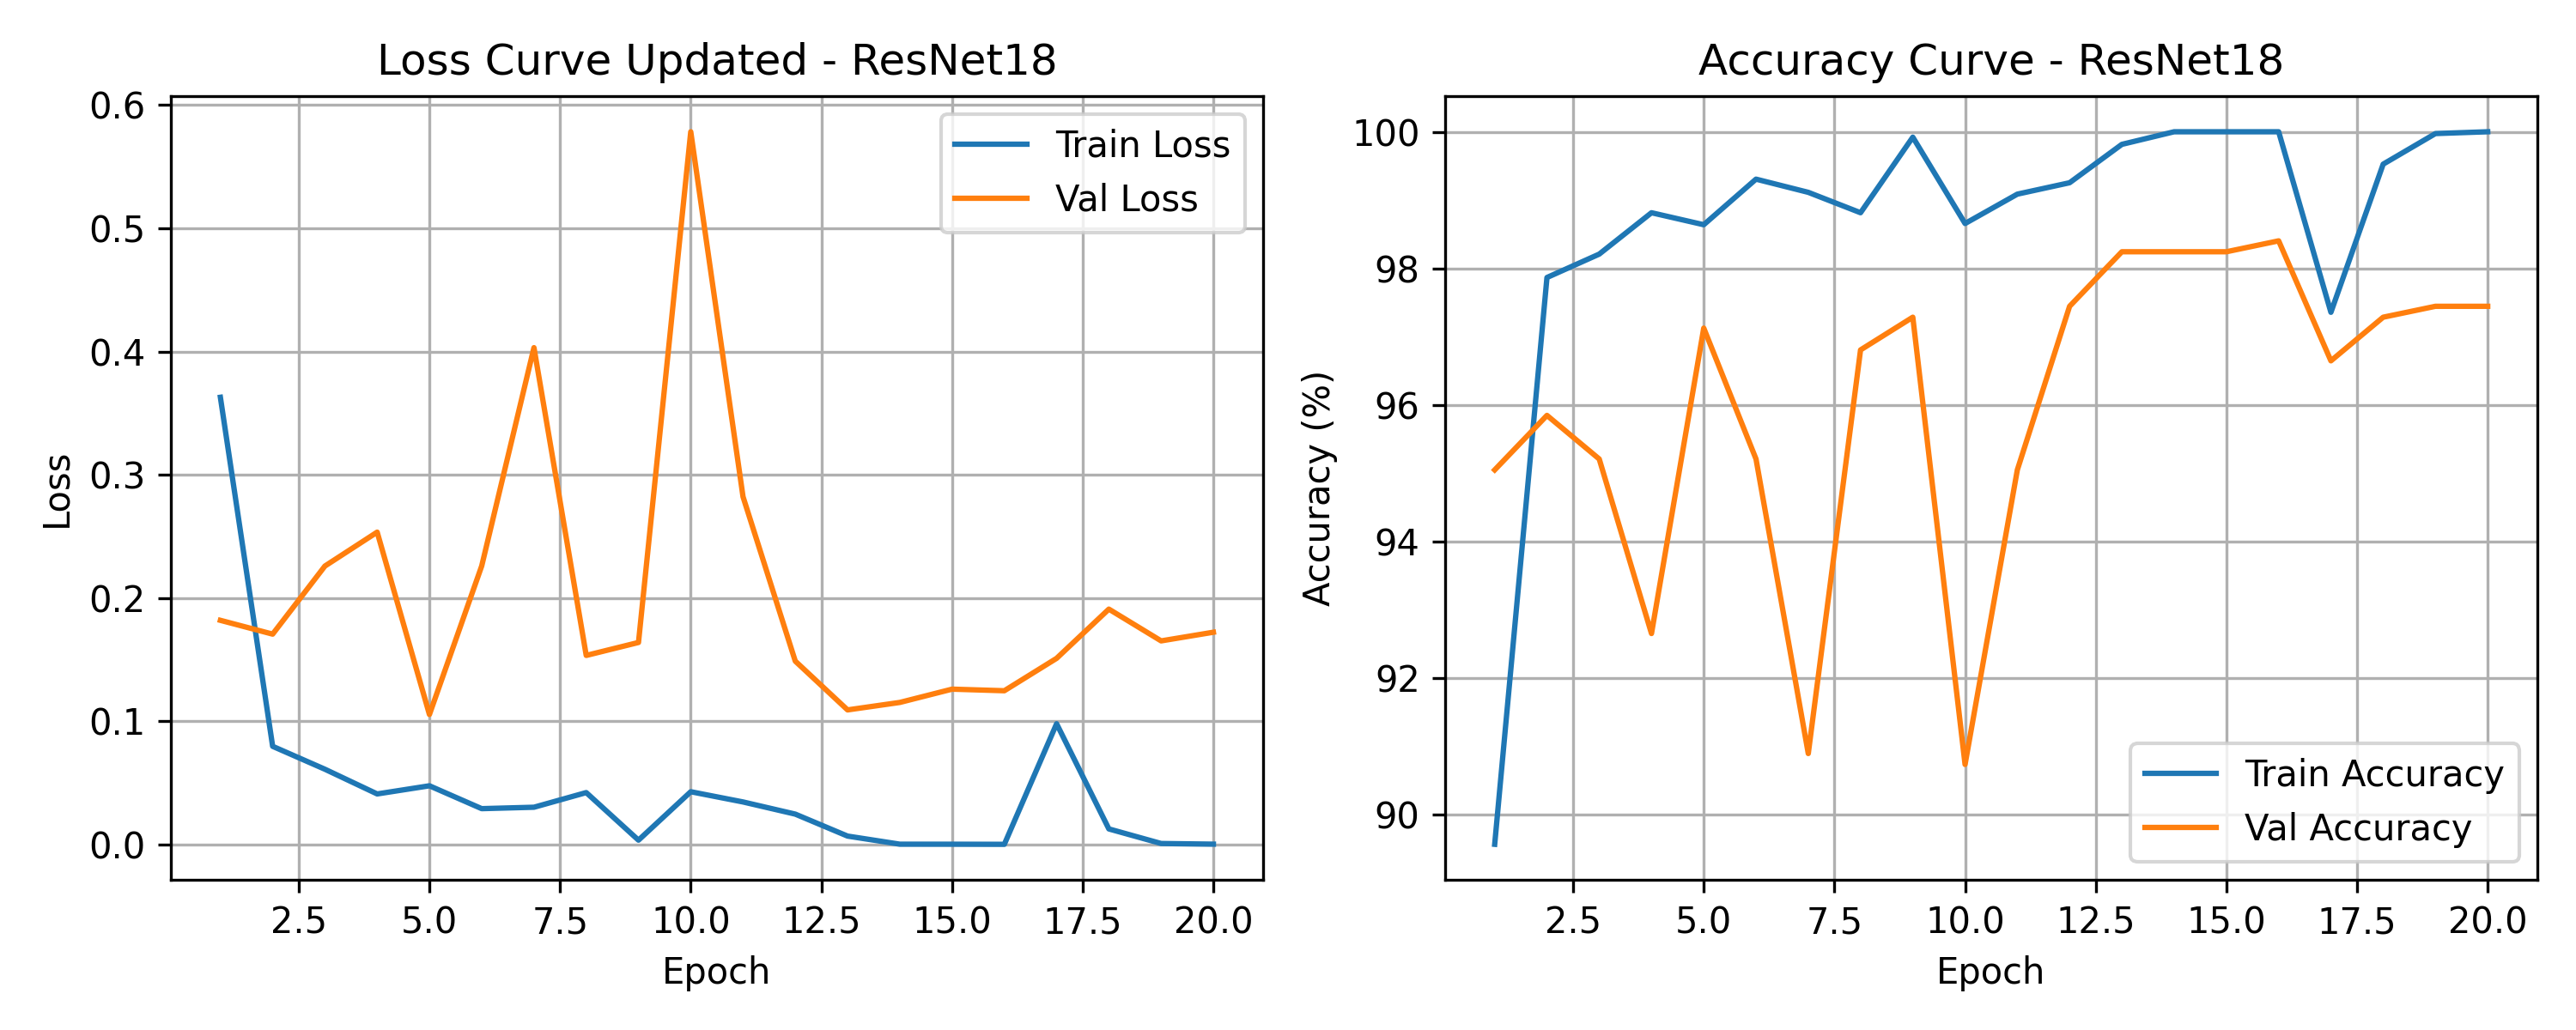 Loss Curve Updated - ResNet18
0.6
0.5
0.4
0.3
0.2
0.1
0.0
Loss
Train Loss
Val Loss
2.5 5.0 7.5 10.0 12.5 15.0 17.5 20.0
Epoch
Accuracy Curve - ResNet18
100
98
96
94
92
90
Accuracy (%)
Train Accuracy
Val Accuracy
2.5 5.0 7.5 10.0 12.5 15.0 17.5 20.0
Epoch